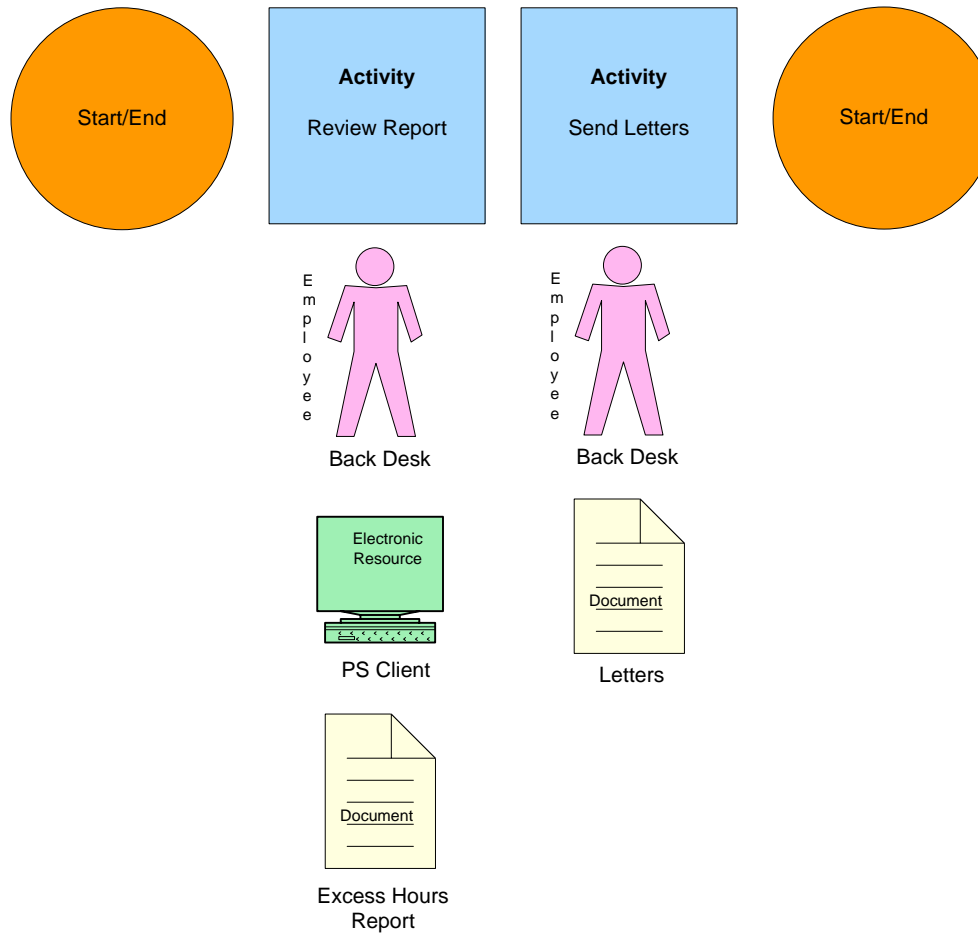 Start/End
Activity
Review Report
Activity
Send Letters
Start/End
Employee
Back Desk
Employee
Back Desk
Electronic
Resource
PS Client
Document
Letters
Document
Excess Hours
Report